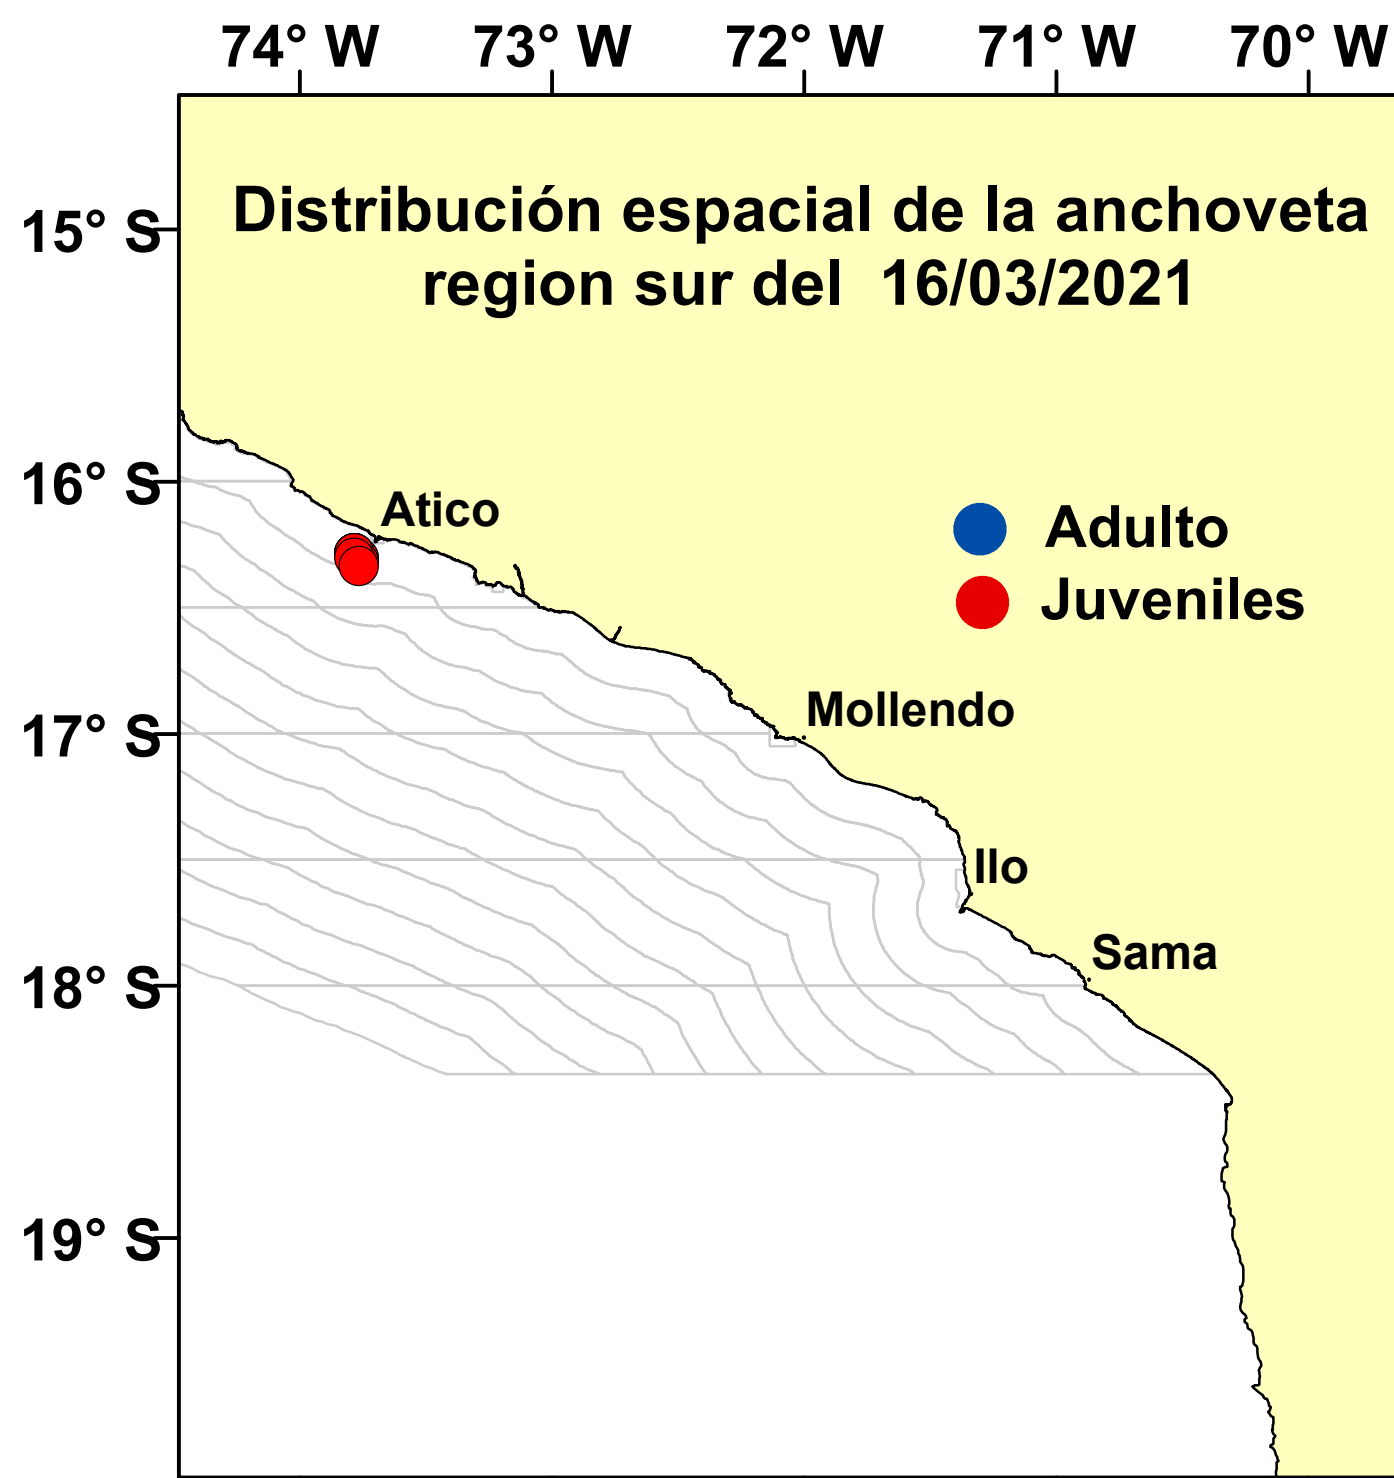 74° W 73° W 72° W 71° W 70° W
Distribución espacial de la anchoveta
region sur del 16/03/2021
15° S
16° S
Atico
Adulto
Juveniles
Mollendo
17° S
Ilo
Sama
18° S
19° S